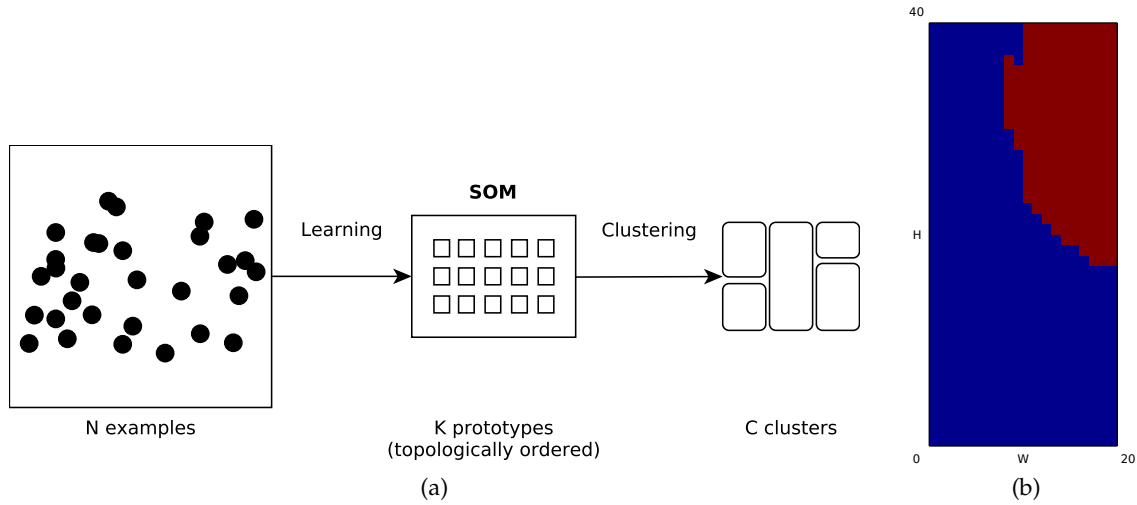 SOM
Learning
Clustering
N examples
K prototypes
(topologically ordered)
C clusters
(a)
40
H
0
W
20
(b)